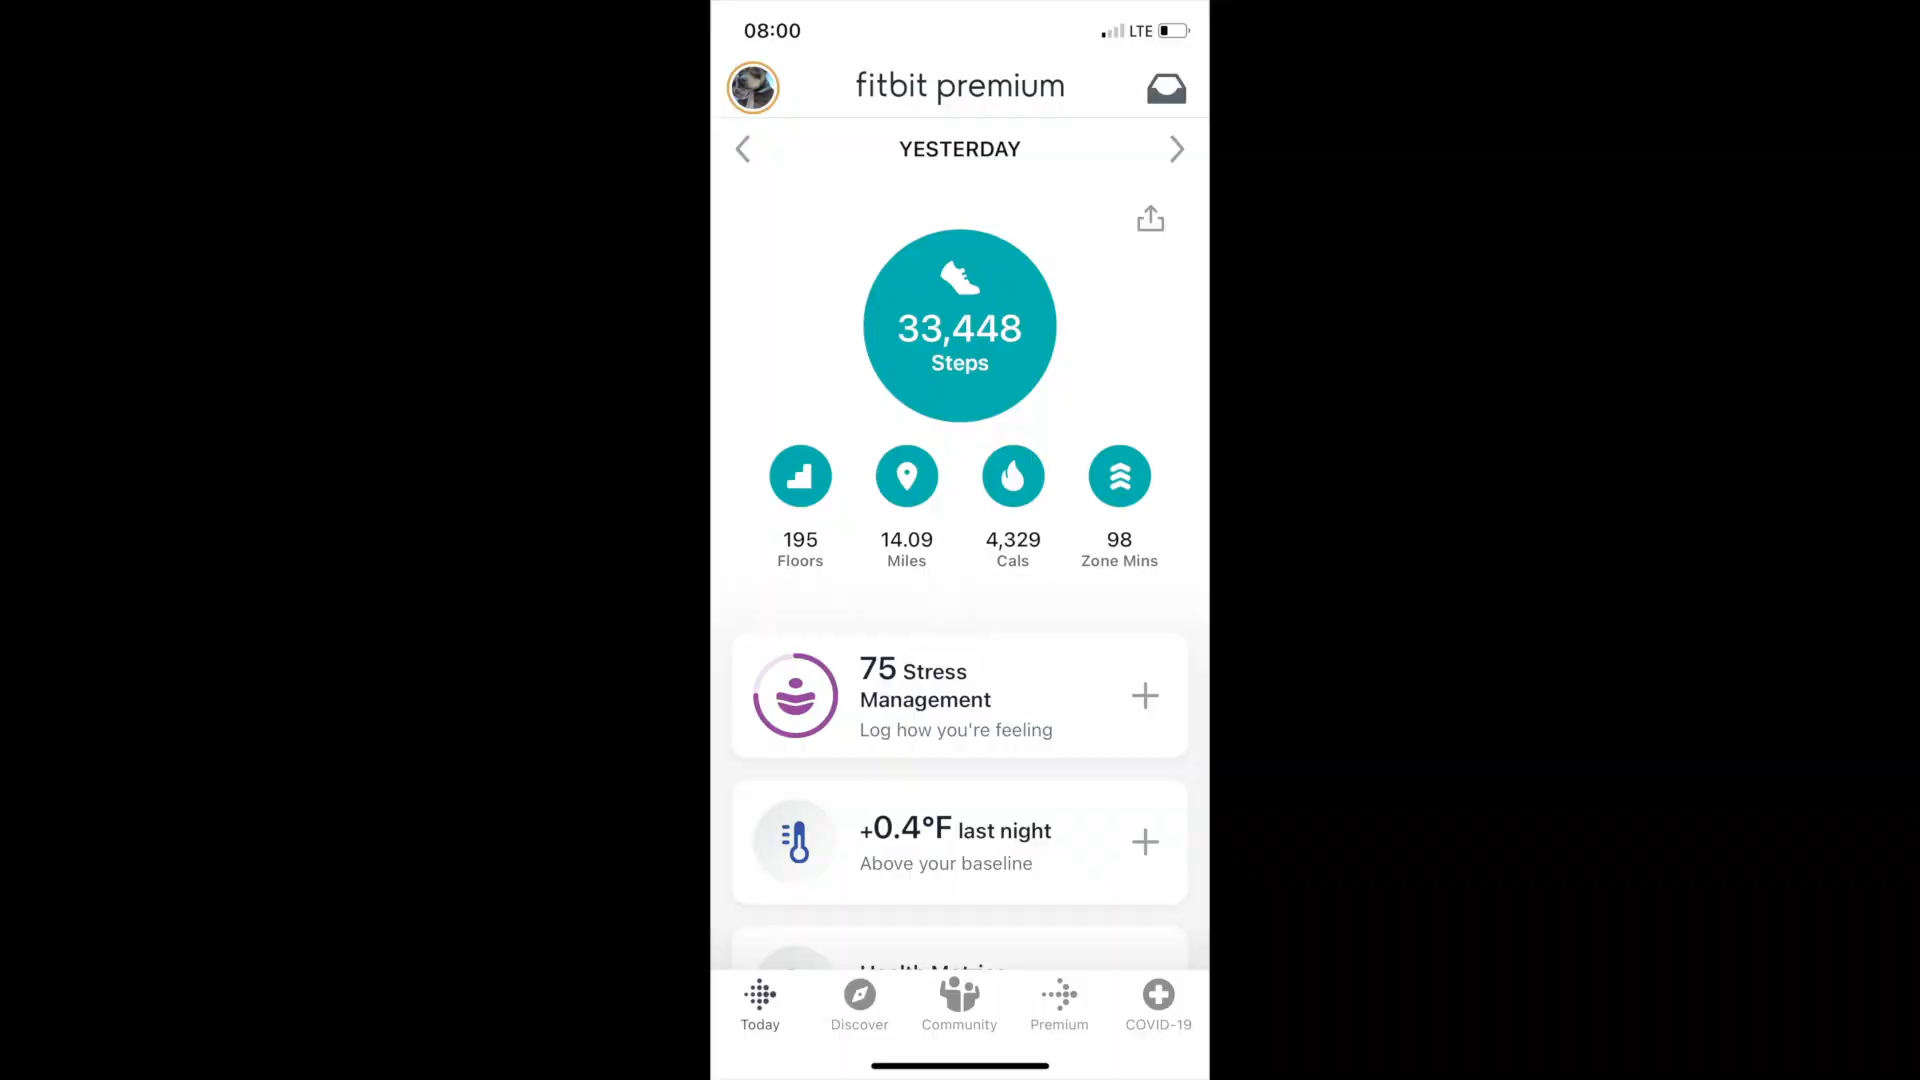 08:00
LTE
fitbit premium
YESTERDAY
33,448
Steps
195
Floors
14.09
Miles
4,329
Cals
98
Zone Mins
75 Stress
Management
Log how you're feeling
+0.4°F last night
Above your baseline
Health Metrics
Today
Discover
Community
Premium
COVID-19